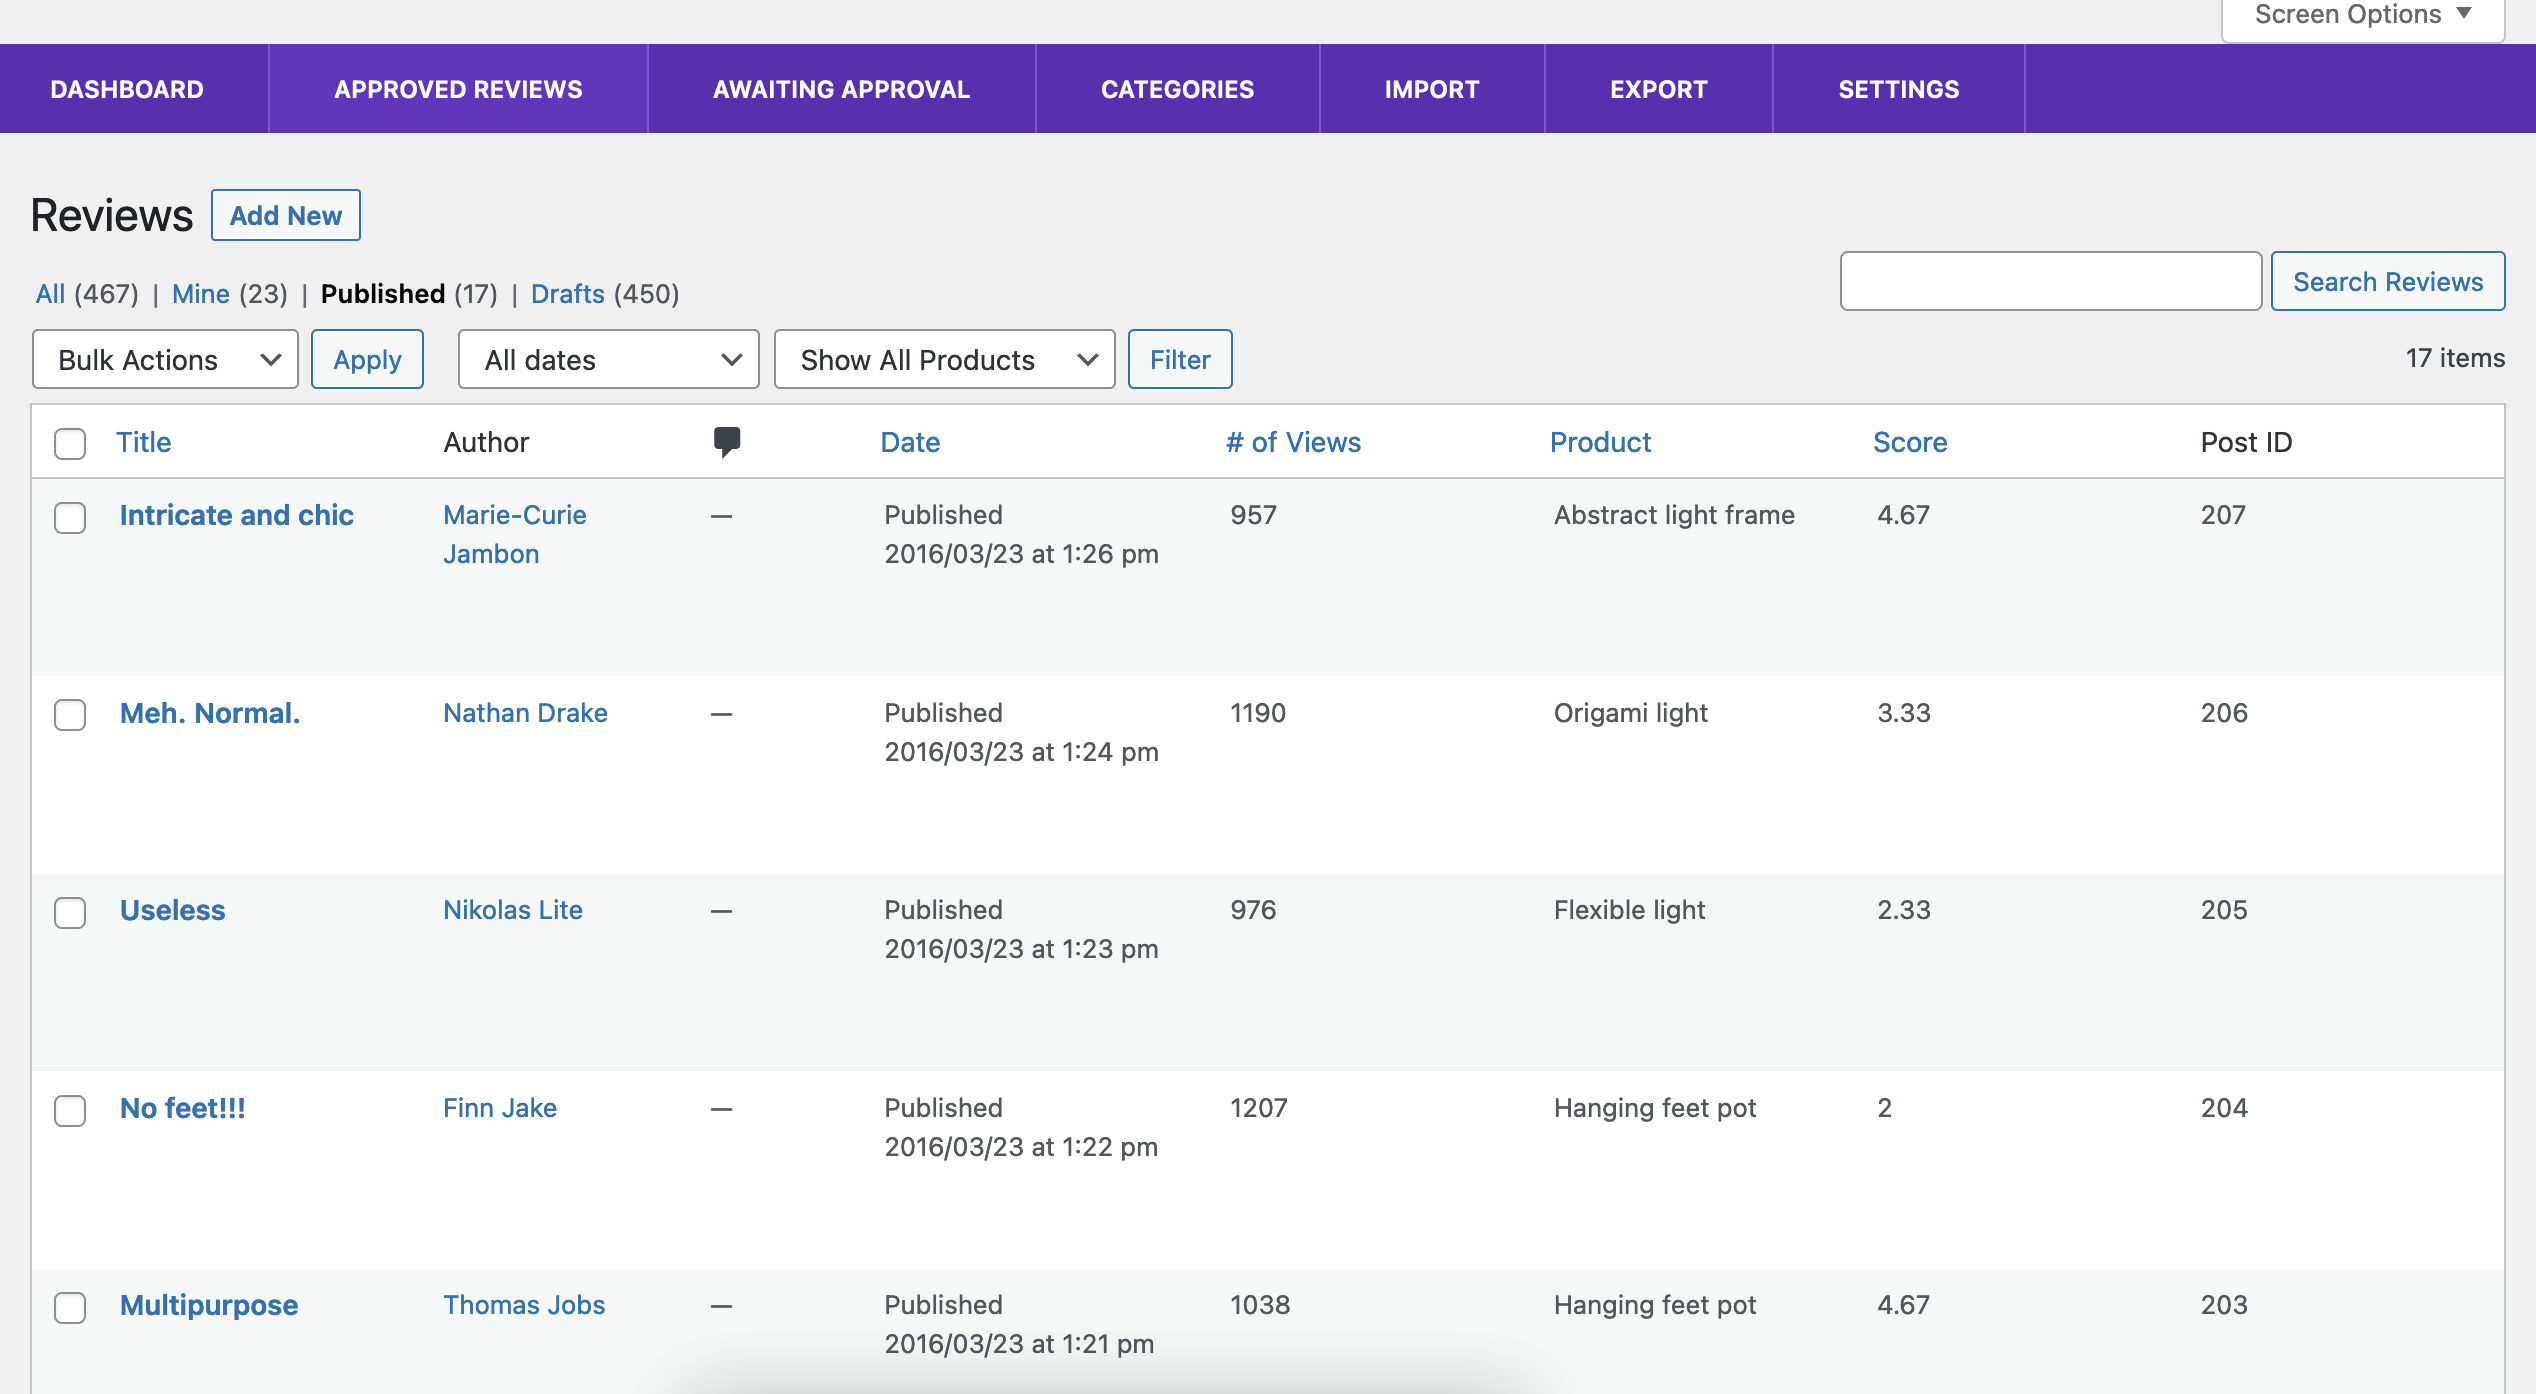 Screen Options ▼
DASHBOARD APPROVED REVIEWS AWAITING APPROVAL CATEGORIES IMPORT EXPORT SETTINGS
Reviews Add New
All (467) | Mine (23) | Published (17) | Drafts (450)
Search Reviews
Bulk Actions Apply All dates Show All Products Filter 17 items
Title Author Date # of Views Product Score Post ID
Intricate and chic Marie-Curie — Published 957 Abstract light frame 4.67 207
Jambon 2016/03/23 at 1:26 pm
Meh. Normal. Nathan Drake — Published 1190 Origami light 3.33 206
2016/03/23 at 1:24 pm
Useless Nikolas Lite — Published 976 Flexible light 2.33 205
2016/03/23 at 1:23 pm
No feet!!! Finn Jake — Published 1207 Hanging feet pot 2 204
2016/03/23 at 1:22 pm
Multipurpose Thomas Jobs — Published 1038 Hanging feet pot 4.67 203
2016/03/23 at 1:21 pm